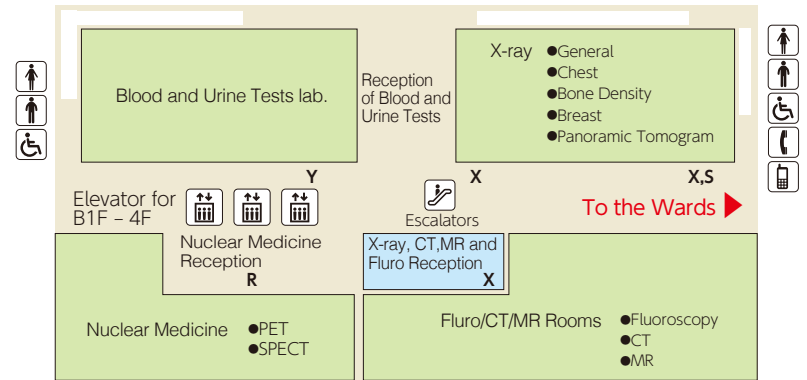 Blood and Urine Tests lab.
Reception
of Blood and
Urine Tests
X-ray ●General
●Chest
●Bone Density
●Breast
●Panoramic Tomogram
Y
X
X,S
Elevator for
B1F – 4F
Escalators
To the Wards
Nuclear Medicine
Reception
R
X-ray, CT,MR and
Fluro Reception
X
Nuclear Medicine ●PET
●SPECT
Fluro/CT/MR Rooms ●Fluoroscopy
●CT
●MR